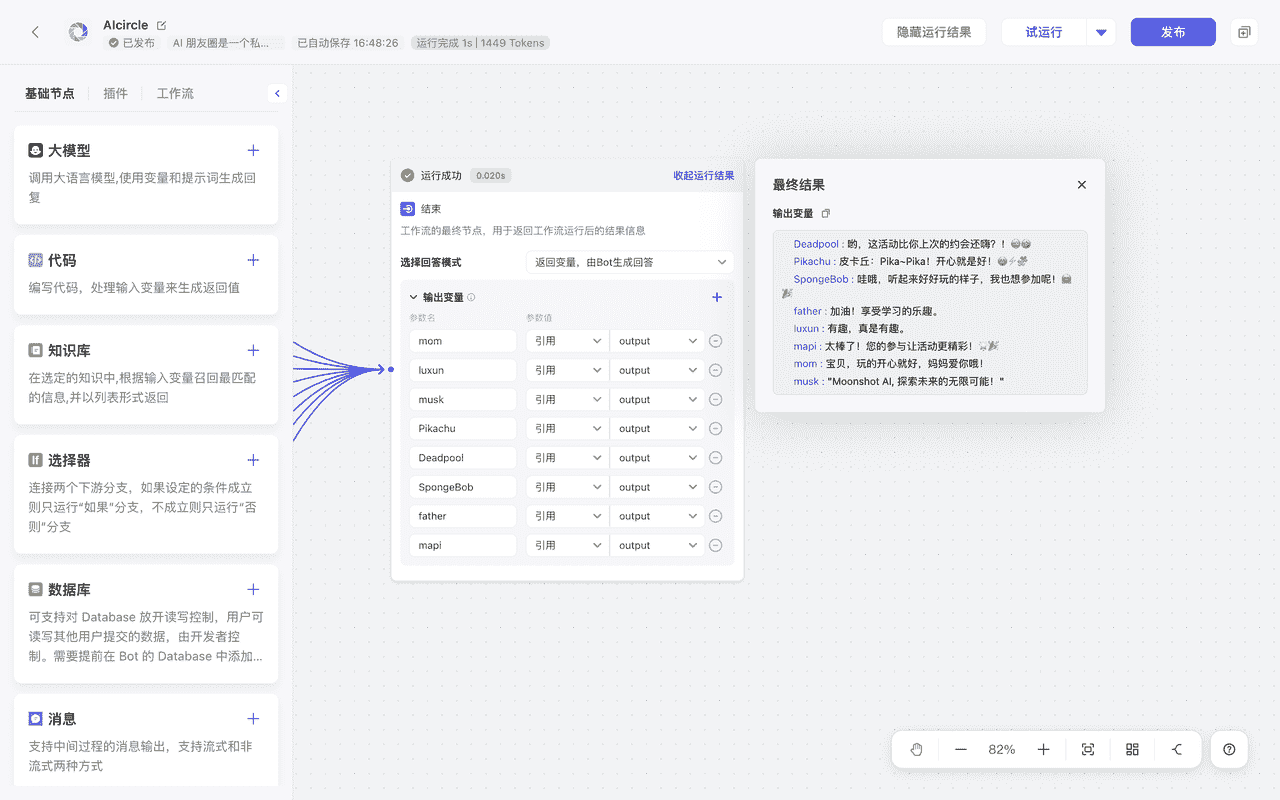 AIcircle
已发布
AI 朋友圈是一个私...
已自动保存 16:48:26
运行完成 1s | 1449 Tokens
隐藏运行结果
试运行
发布
基础节点
插件
工作流
大模型
调用大语言模型,使用变量和提示词生成回
复
代码
编写代码，处理输入变量来生成返回值
知识库
在选定的知识中,根据输入变量召回最匹配
的信息,并以列表形式返回
If
选择器
连接两个下游分支，如果设定的条件成立
则只运行“如果”分支，不成立则只运行“否
则”分支
数据库
可支持对 Database 放开读写控制，用户可
读写其他用户提交的数据，由开发者控
制。需要提前在 Bot 的 Database 中添加...
消息
支持中间过程的消息输出，支持流式和非
流式两种方式
运行成功
0.020s
收起运行结果
结束
工作流的最终节点，用于返回工作流运行后的结果信息
选择回答模式
返回变量，由Bot生成回答
输出变量
参数名
参数值
mom 引用 output
luxun 引用 output
musk 引用 output
Pikachu 引用 output
Deadpool 引用 output
SpongeBob 引用 output
father 引用 output
mapi 引用 output
最终结果
输出变量
Deadpool : 哟，这活动比你上次的约会还嗨？！
Pikachu : 皮卡丘：Pika~Pika！开心就是好！⚡
SpongeBob : 哇哦，听起来好好玩的样子，我也想参加呢！
father : 加油！享受学习的乐趣。
luxun : 有趣，真是有趣。
mapi : 太棒了！您的参与让活动更精彩！
mom : 宝贝，玩的开心就好，妈妈爱你哦！
musk : "Moonshot AI, 探索未来的无限可能！"
82%